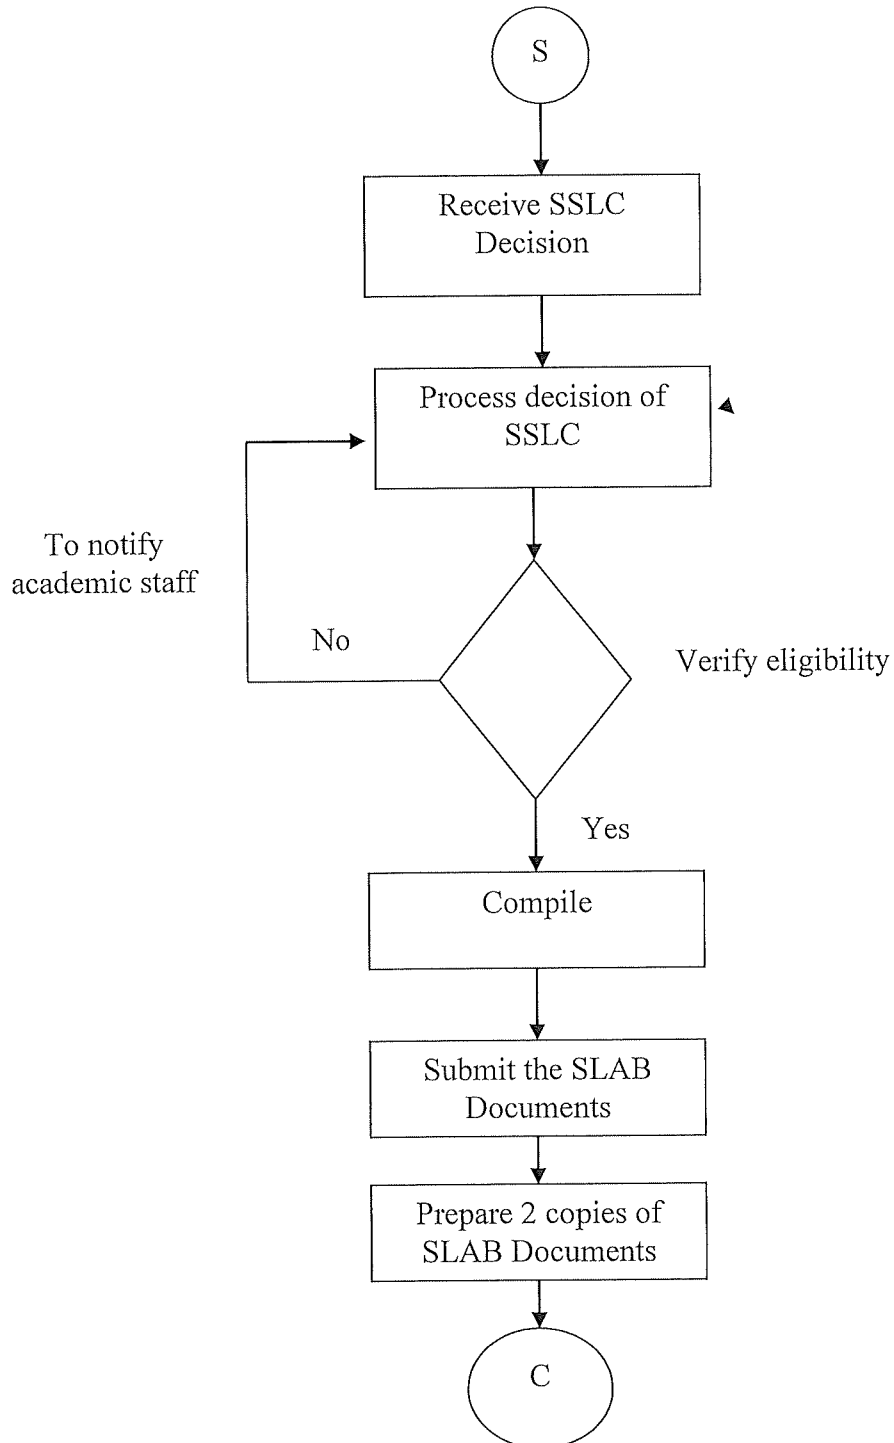 S
Receive SSLC
Decision
Process decision of
SSLC
To notify
academic staff
No
Verify eligibility
Yes
Compile
Submit the SLAB
Documents
Prepare 2 copies of
SLAB Documents
C